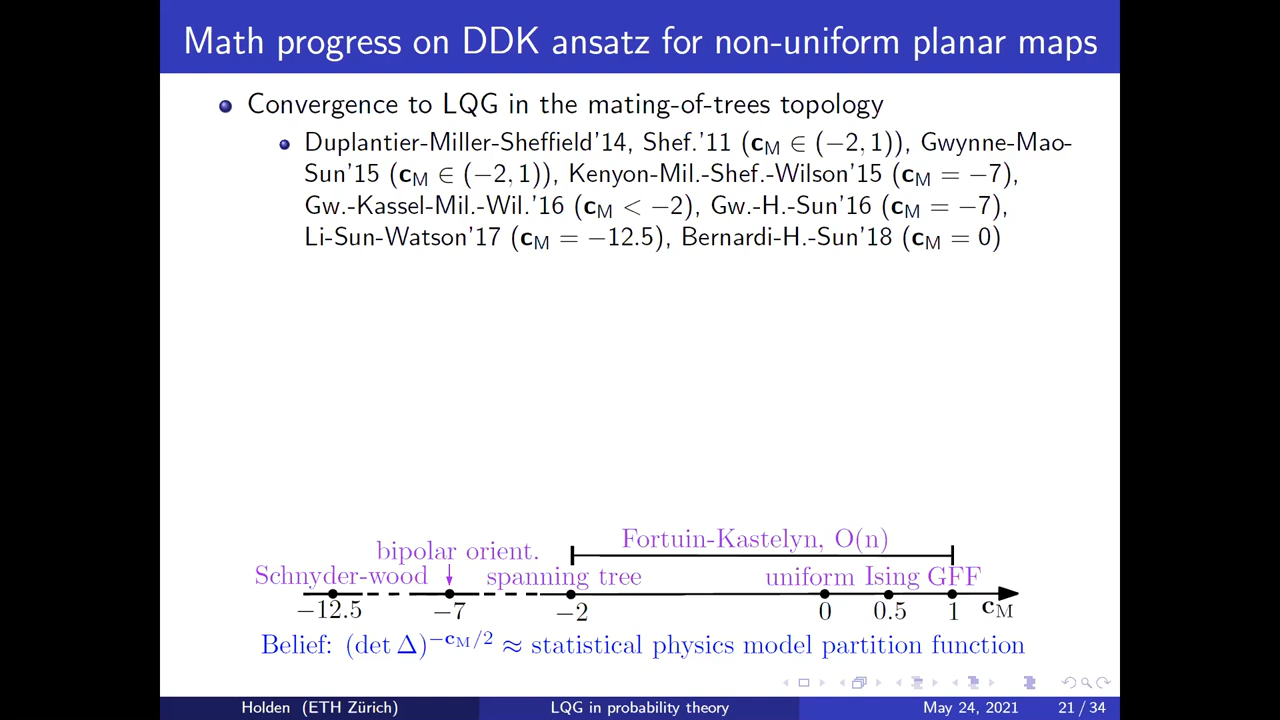 Math progress on DDK ansatz for non-uniform planar maps
Convergence to LQG in the mating-of-trees topology
Duplantier-Miller-Sheffield'14, Shef.'11 (c_M ∈ (−2, 1)), Gwynne-Mao-
Sun'15 (c_M ∈ (−2, 1)), Kenyon-Mil.-Shef.-Wilson'15 (c_M = −7),
Gw.-Kassel-Mil.-Wil.'16 (c_M < −2), Gw.-H.-Sun'16 (c_M = −7),
Li-Sun-Watson'17 (c_M = −12.5), Bernardi-H.-Sun'18 (c_M = 0)
Fortuin-Kastelyn, O(n)
bipolar orient.
Schnyder-wood spanning tree uniform Ising GFF
−12.5 −7 −2 0 0.5 1 c_M
Belief: (det Δ)^{−c_M/2} ≈ statistical physics model partition function
Holden (ETH Zürich) LQG in probability theory May 24, 2021 21 / 34